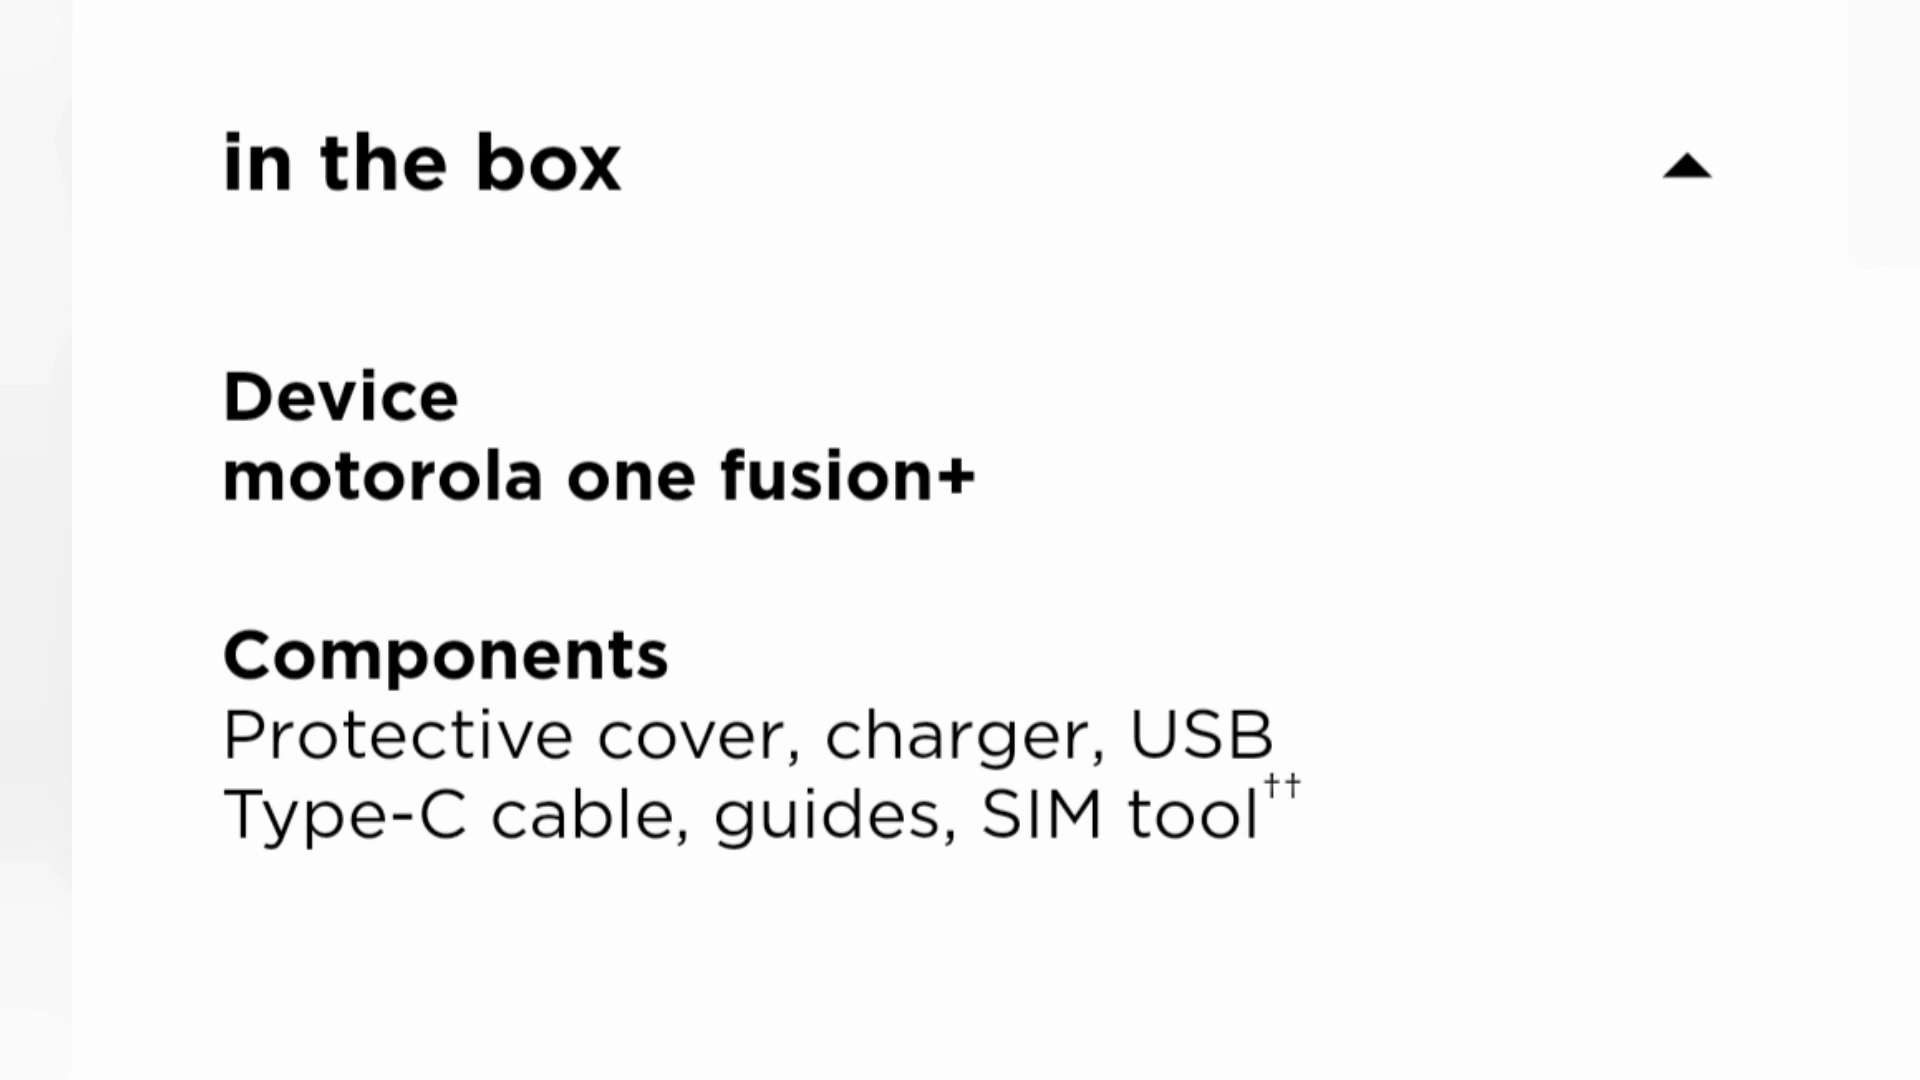 in the box
Device
motorola one fusion+
Components
Protective cover, charger, USB
Type-C cable, guides, SIM tool††